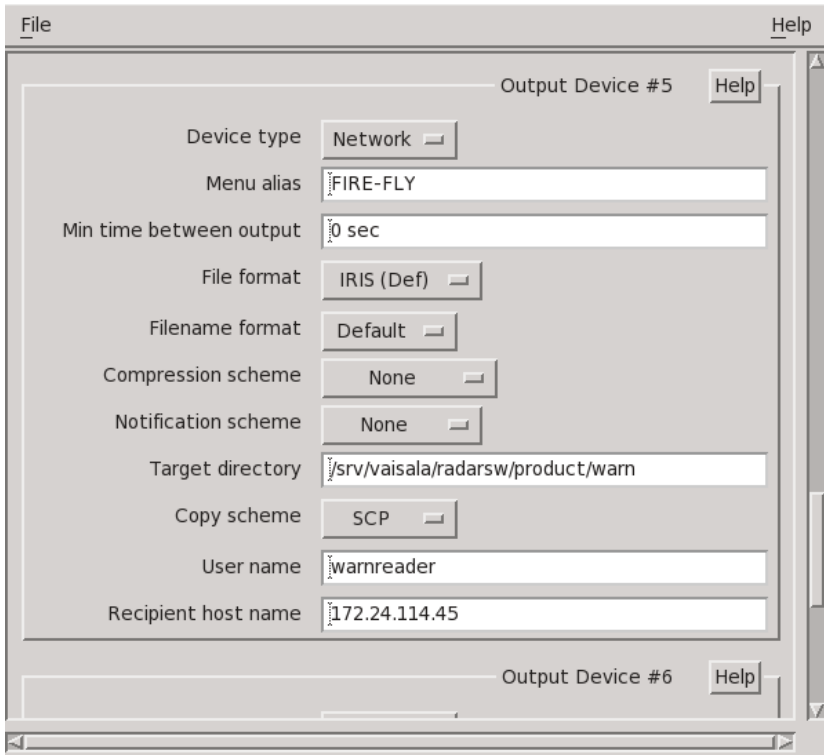 File Help
Output Device #5 Help
Device type Network
Menu alias FIRE-FLY
Min time between output 0 sec
File format IRIS (Def)
Filename format Default
Compression scheme None
Notification scheme None
Target directory /srv/vaisala/radarsw/product/warn
Copy scheme SCP
User name warnreader
Recipient host name 172.24.114.45
Output Device #6 Help